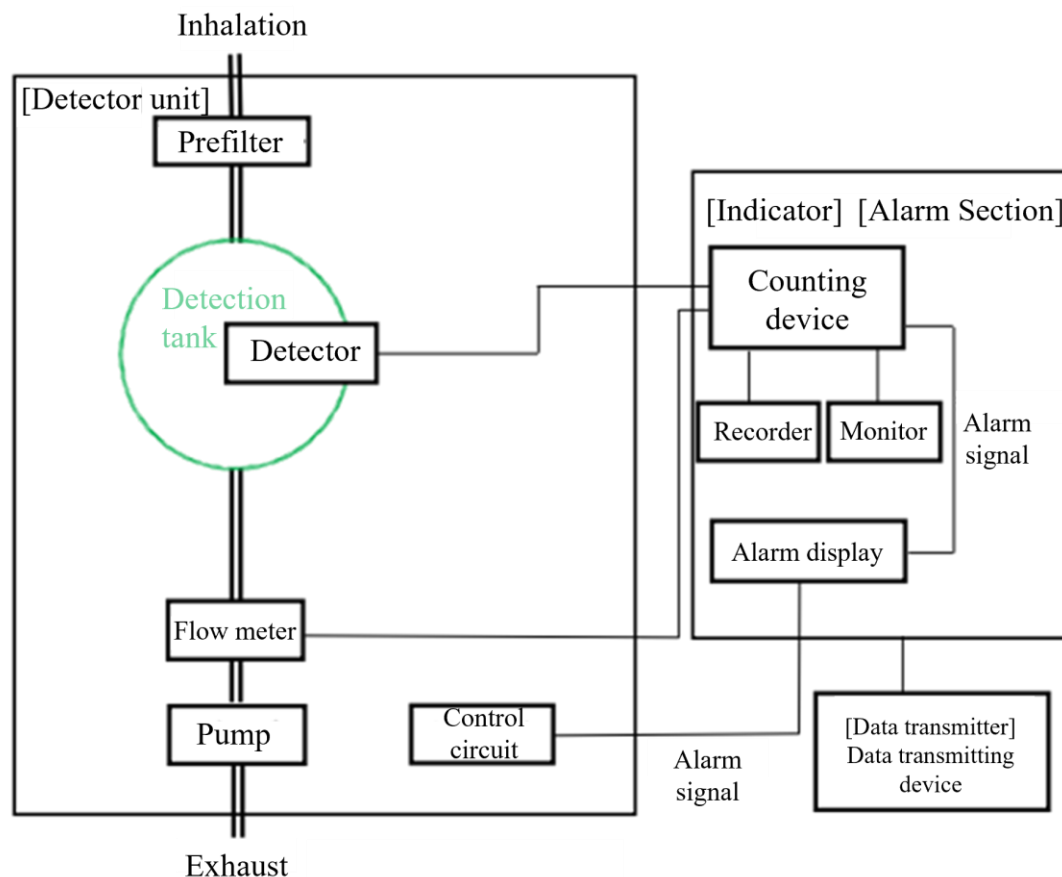 Inhalation
[Detector unit]
Prefilter
Detection
tank
Detector
Flow meter
Pump
Control
circuit
Exhaust
[Indicator] [Alarm Section]
Counting
device
Recorder
Monitor
Alarm
signal
Alarm display
Alarm
signal
[Data transmitter]
Data transmitting
device